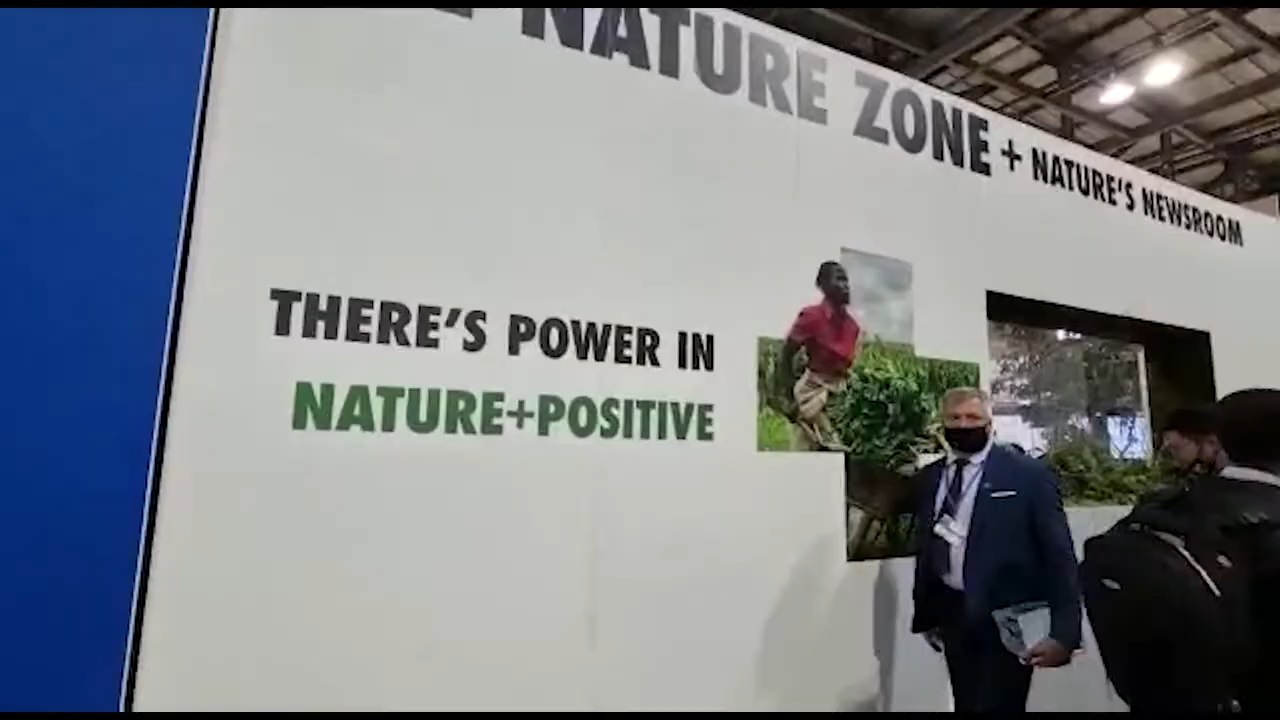 NATURE ZONE + NATURE'S NEWSROOM
THERE'S POWER IN
NATURE+POSITIVE